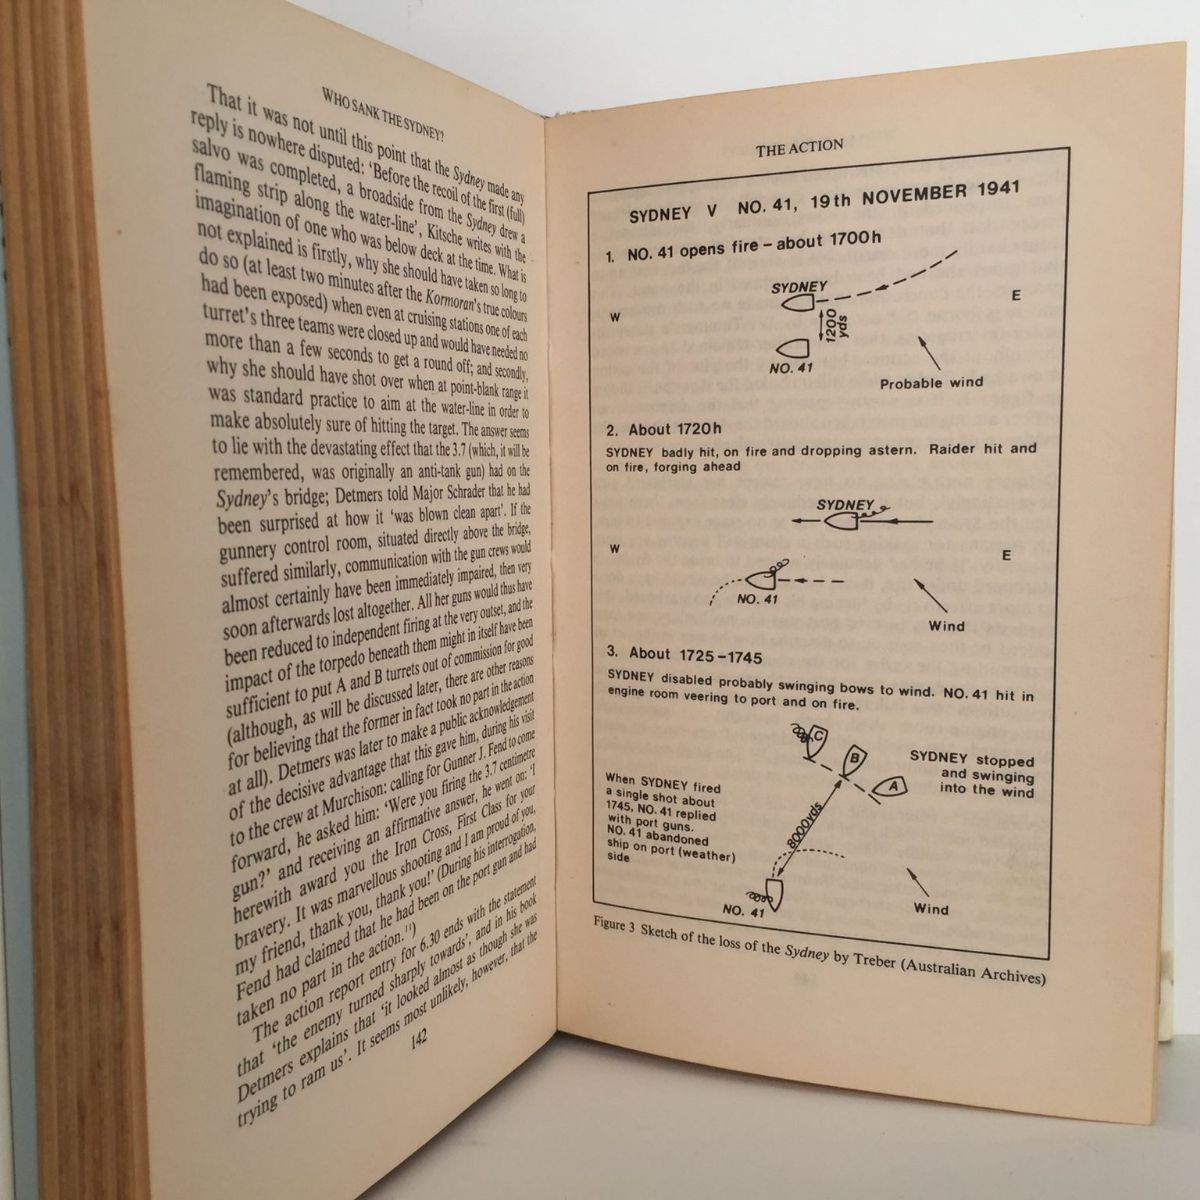 WHO SANK THE SYDNEY?
That it was not until this point that the Sydney made any
reply is nowhere disputed: ‘Before the recoil of the first (full)
salvo was completed, a broadside from the Sydney drew a
flaming strip along the water-line’, Kitsche writes with the
imagination of one who was below deck at the time. What is
not explained is firstly, why she should have taken so long to
do so (at least two minutes after the Kormoran's true colours
had been exposed) when even at cruising stations one of each
turret's three teams were closed up and would have needed no
more than a few seconds to get a round off; and secondly,
why she should have shot over when at point-blank range it
was standard practice to aim at the water-line in order to
make absolutely sure of hitting the target. The answer seems
to lie with the devastating effect that the 3.7 (which, it will be
remembered, was originally an anti-tank gun) had on the
Sydney's bridge; Detmers told Major Schrader that he had
been surprised at how it ‘was blown clean apart’. If the
gunnery control room, situated directly above the bridge,
suffered similarly, communication with the gun crews would
almost certainly have been immediately impaired, then very
soon afterwards lost altogether. All her guns would thus have
been reduced to independent firing at the very outset, and the
impact of the torpedo beneath them might in itself have been
sufficient to put A and B turrets out of commission for good
(although, as will be discussed later, there are other reasons
for believing that the former in fact took no part in the action
at all). Detmers was later to make a public acknowledgement
of the decisive advantage that this gave him, during his visit
to the crew at Murchison: calling for Gunner J. Fend to come
forward, he asked him: ‘Were you firing the 3.7 centimetre
gun?’ and receiving an affirmative answer, he went on: ‘I
herewith award you the Iron Cross, First Class for your
bravery. It was marvellous shooting and I am proud of you,
my friend, thank you, thank you!’ (During his interrogation,
Fend had claimed that he had been on the port gun and had
taken no part in the action.11)
The action report entry for 6.30 ends with the statement
that ‘the enemy turned sharply towards’, and in his book
Detmers explains that ‘it looked almost as though she was
trying to ram us’. It seems most unlikely, however, that the
142
THE ACTION
SYDNEY V NO. 41, 19th NOVEMBER 1941
1. NO. 41 opens fire – about 1700h
SYDNEY
W
E
1200
yds
NO. 41
Probable wind
2. About 1720h
SYDNEY badly hit, on fire and dropping astern. Raider hit and
on fire, forging ahead
SYDNEY
W
E
NO. 41
Wind
3. About 1725–1745
SYDNEY disabled probably swinging bows to wind. NO. 41 hit in
engine room veering to port and on fire.
C
B
A
SYDNEY stopped
and swinging
into the wind
When SYDNEY fired
a single shot about
1745, NO. 41 replied
with port guns.
NO. 41 abandoned
ship on port (weather)
side
8000yds
NO. 41
Wind
Figure 3 Sketch of the loss of the Sydney by Treber (Australian Archives)